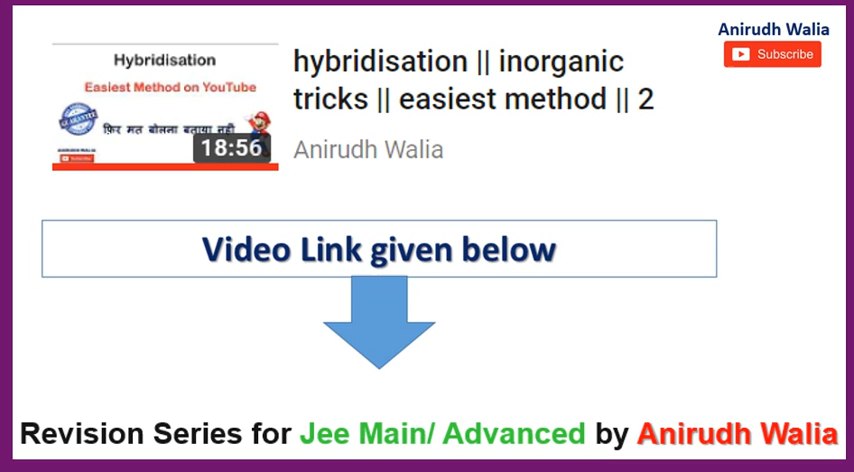 Anirudh Walia
Subscribe
Hybridisation
Easiest Method on YouTube
GUARANTEE
फ़िर मत बोलना बताया नहीं
18:56
hybridisation || inorganic
tricks || easiest method || 2
Anirudh Walia
Video Link given below
Revision Series for Jee Main/ Advanced by Anirudh Walia